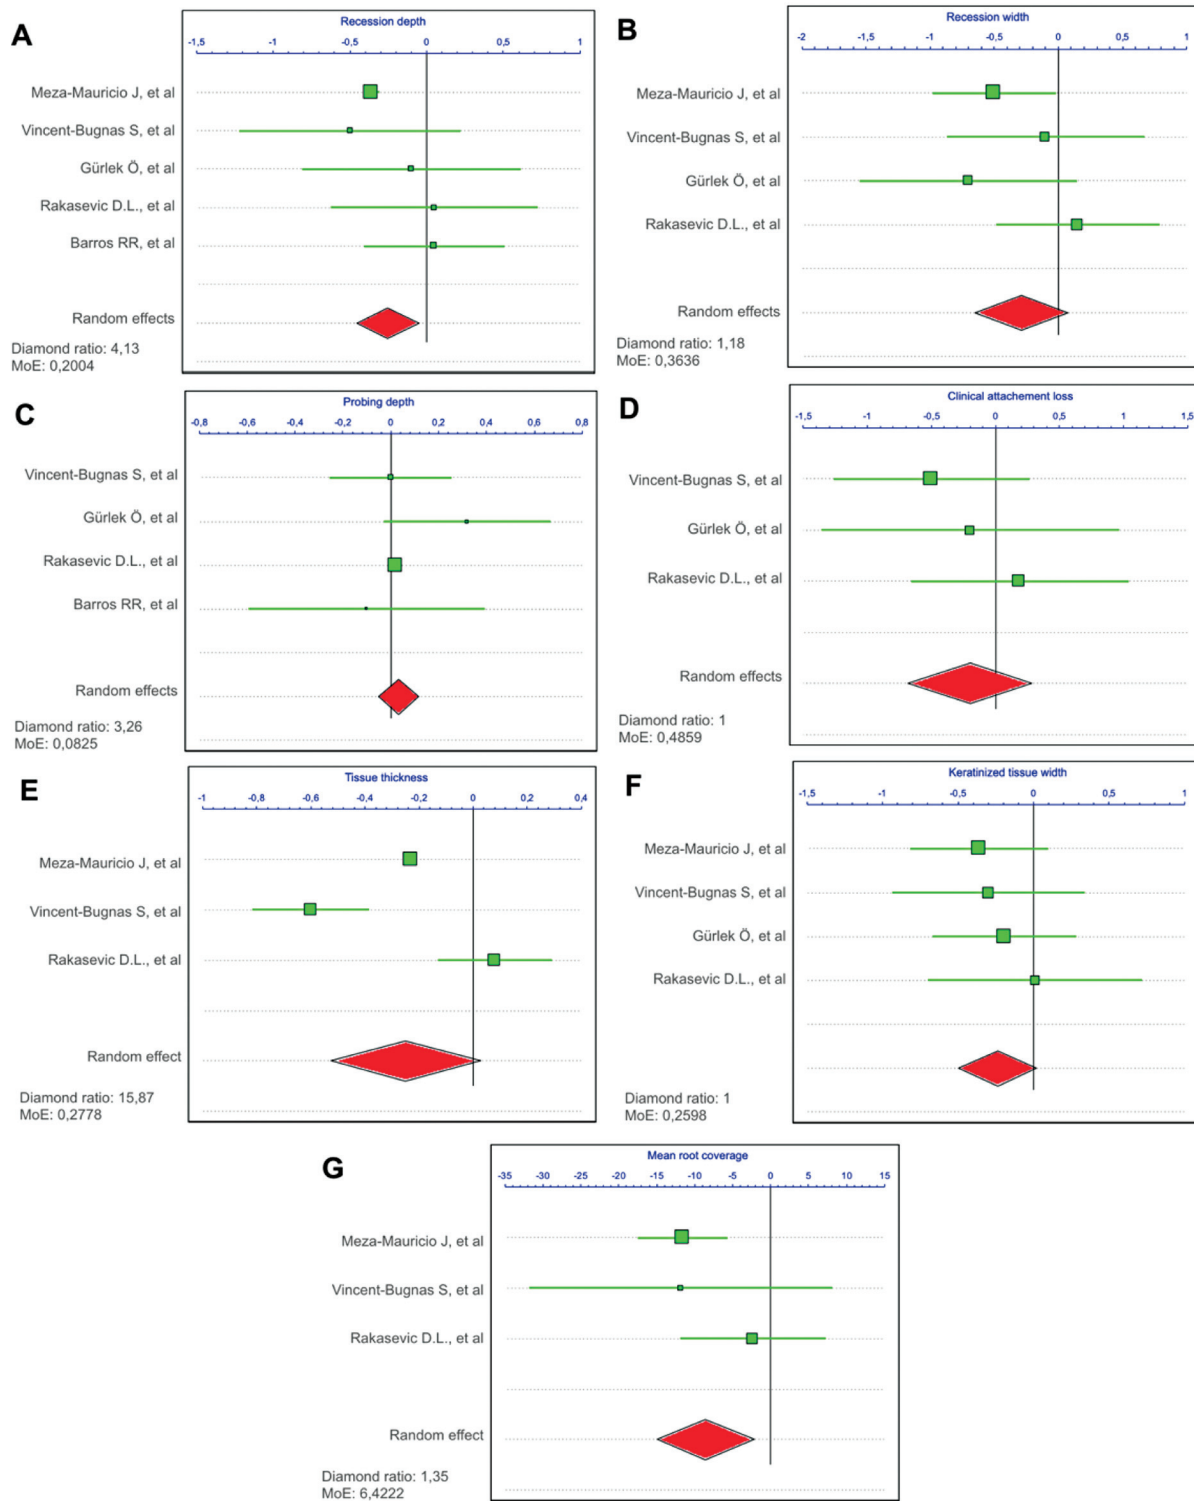 A
Recession depth
-1,5 -1 -0,5 0 0,5 1
Meza-Mauricio J, et al
Vincent-Bugnas S, et al
Gürlek Ö, et al
Rakasevic D.L., et al
Barros RR, et al
Random effects
Diamond ratio: 4,13
MoE: 0,2004
B
Recession width
-2 -1,5 -1 -0,5 0 0,5 1
Meza-Mauricio J, et al
Vincent-Bugnas S, et al
Gürlek Ö, et al
Rakasevic D.L., et al
Random effects
Diamond ratio: 1,18
MoE: 0,3636
C
Probing depth
-0,8 -0,6 -0,4 -0,2 0 0,2 0,4 0,6 0,8
Vincent-Bugnas S, et al
Gürlek Ö, et al
Rakasevic D.L., et al
Barros RR, et al
Random effects
Diamond ratio: 3,26
MoE: 0,0825
D
Clinical attachement loss
-1,5 -1 -0,5 0 0,5 1 1,5
Vincent-Bugnas S, et al
Gürlek Ö, et al
Rakasevic D.L., et al
Random effects
Diamond ratio: 1
MoE: 0,4859
E
Tissue thickness
-1 -0,8 -0,6 -0,4 -0,2 0 0,2 0,4
Meza-Mauricio J, et al
Vincent-Bugnas S, et al
Rakasevic D.L., et al
Random effect
Diamond ratio: 15,87
MoE: 0,2778
F
Keratinized tissue width
-1,5 -1 -0,5 0 0,5 1
Meza-Mauricio J, et al
Vincent-Bugnas S, et al
Gürlek Ö, et al
Rakasevic D.L., et al
Random effects
Diamond ratio: 1
MoE: 0,2598
G
Mean root coverage
-35 -30 -25 -20 -15 -10 -5 0 5 10 15
Meza-Mauricio J, et al
Vincent-Bugnas S, et al
Rakasevic D.L., et al
Random effect
Diamond ratio: 1,35
MoE: 6,4222